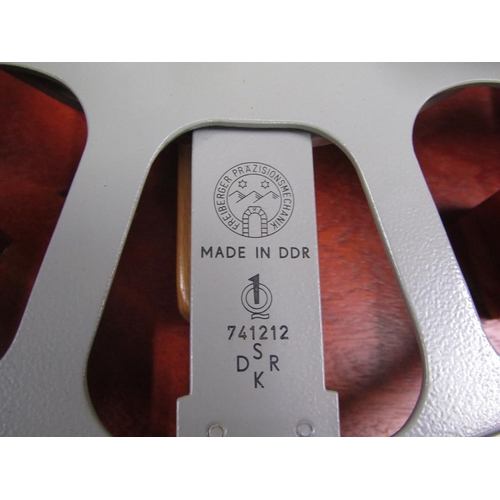 FREIBERGER PRÄZISIONSMECHANIK
MADE IN DDR
1
741212
S
D R
K